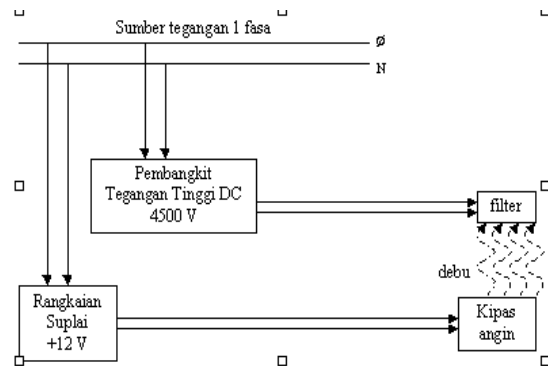 Sumber tegangan 1 fasa
Ø
N
Pembangkit
Tegangan Tinggi DC
4500 V
filter
debu
Rangkaian
Suplai
+12 V
Kipas
angin